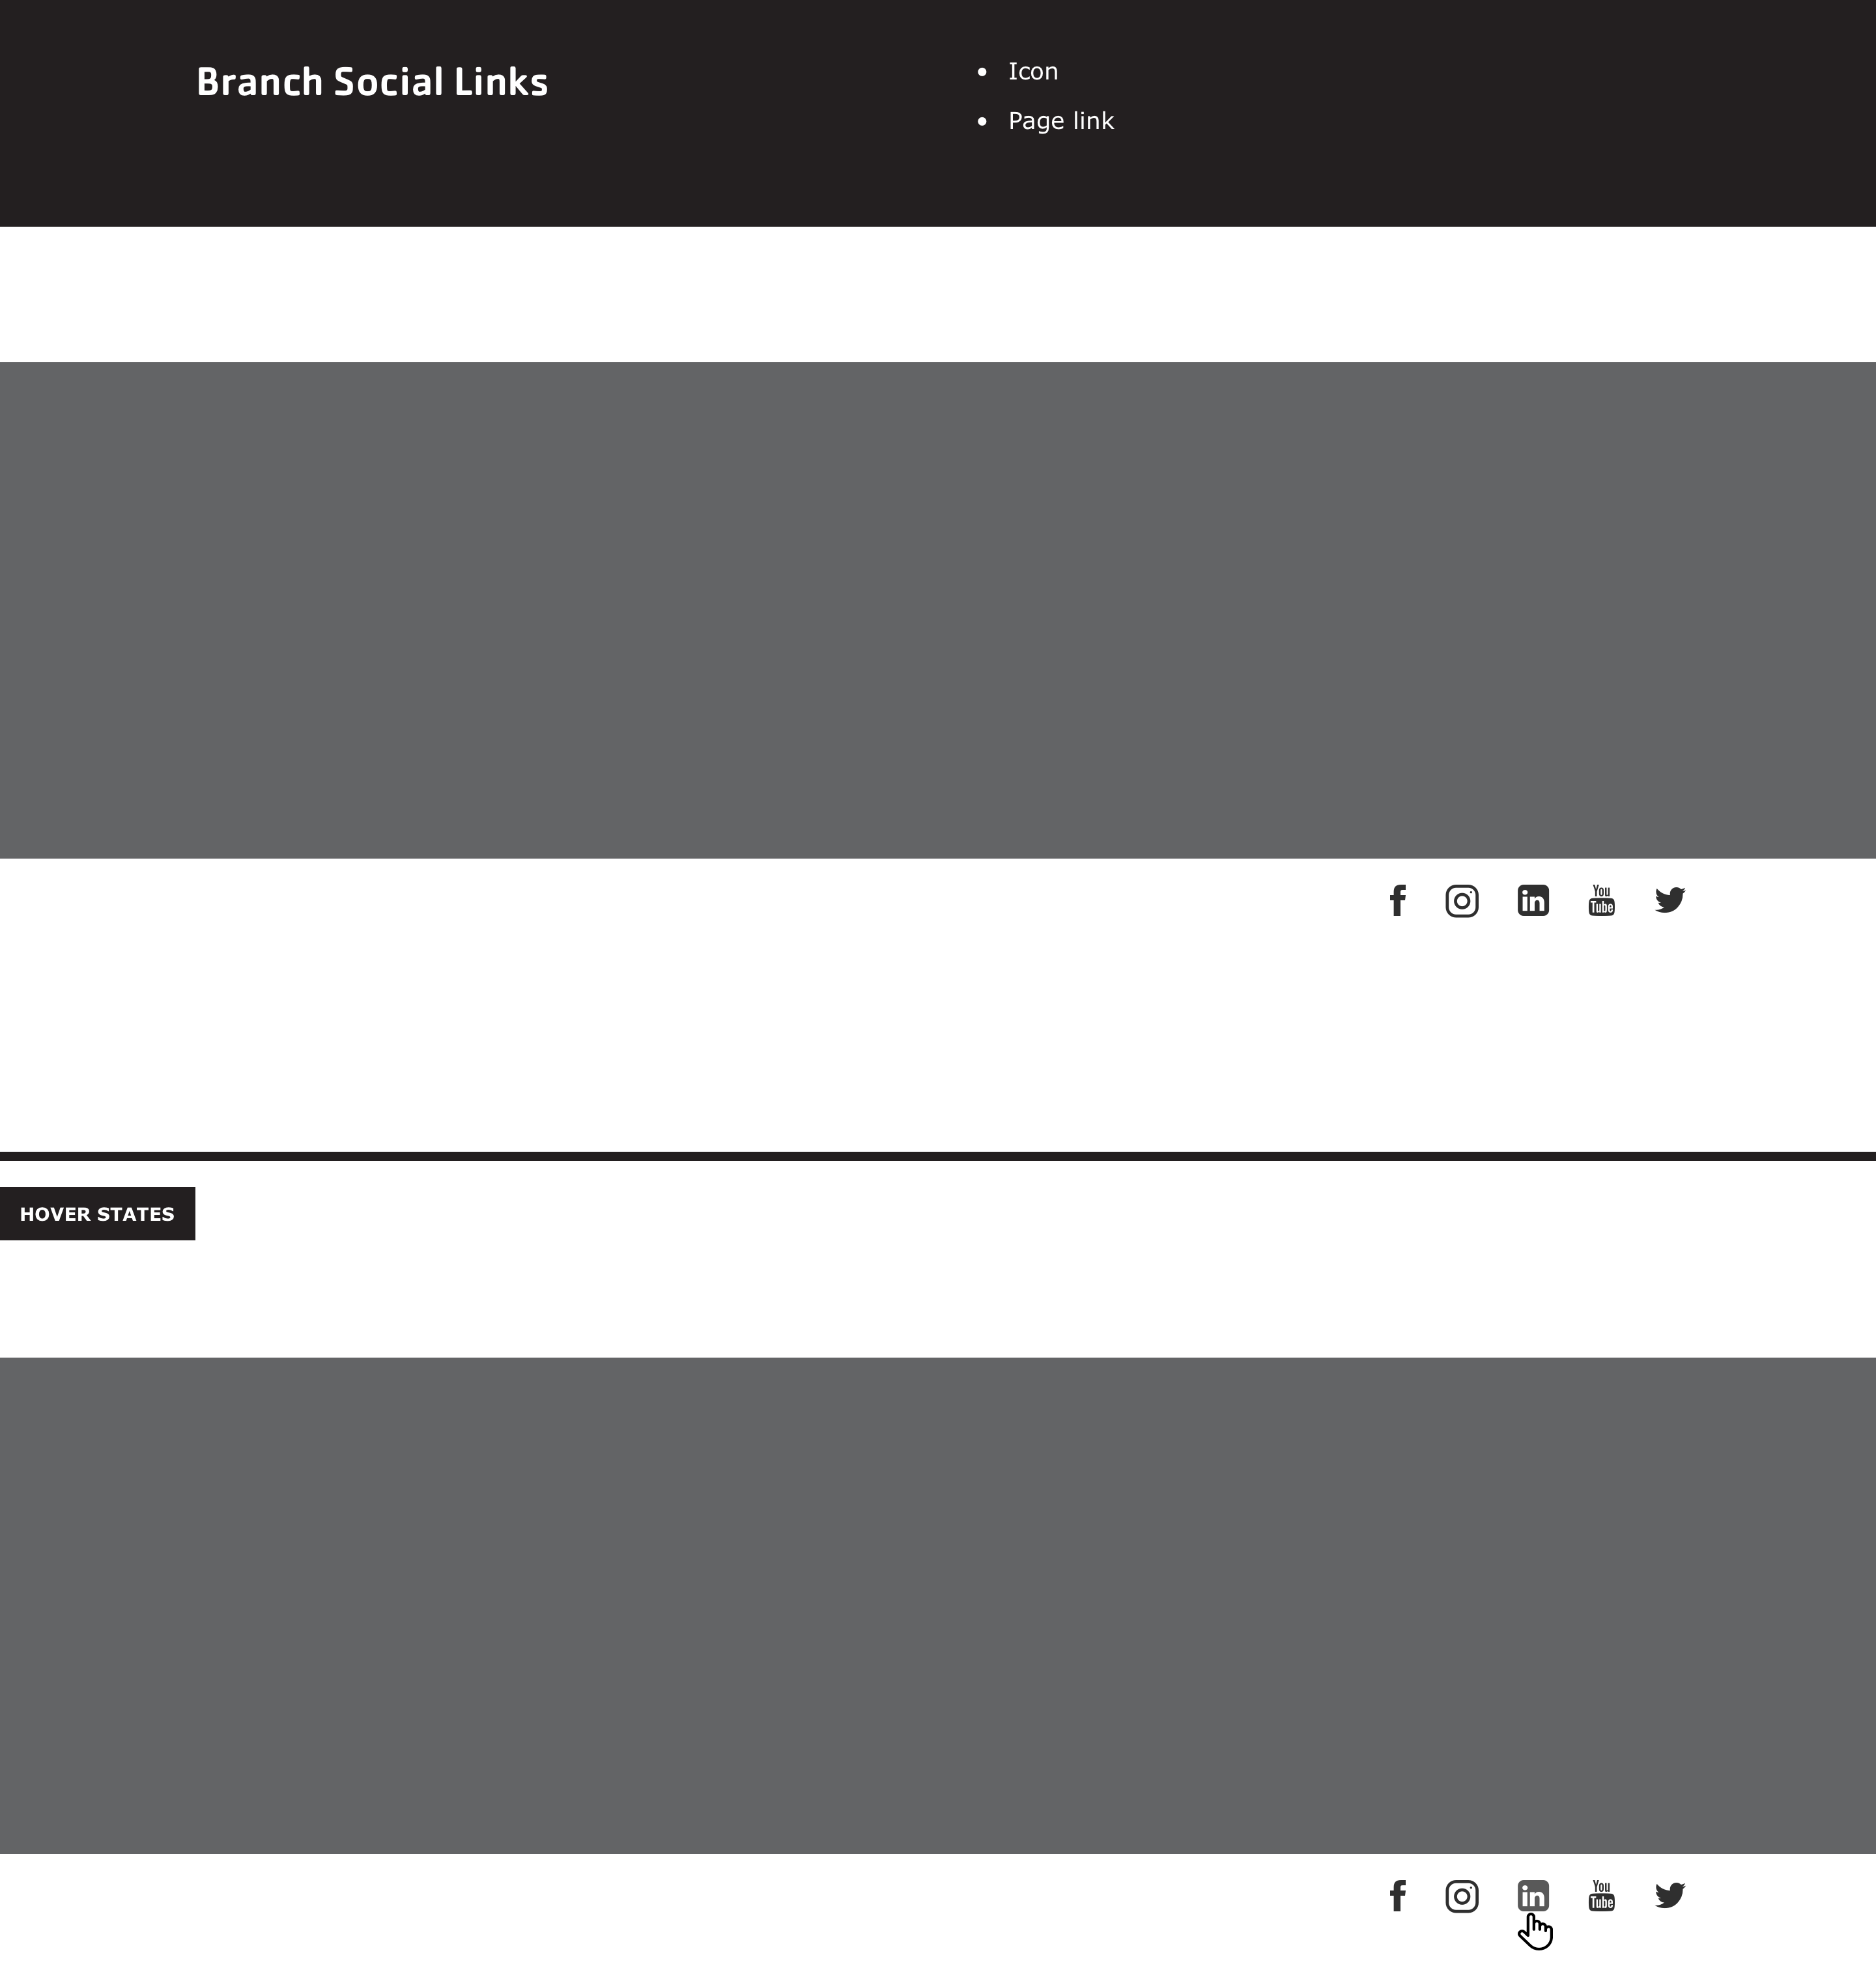 Branch Social Links
• Icon
• Page link
f
in
You
Tube
HOVER STATES
f
in
You
Tube